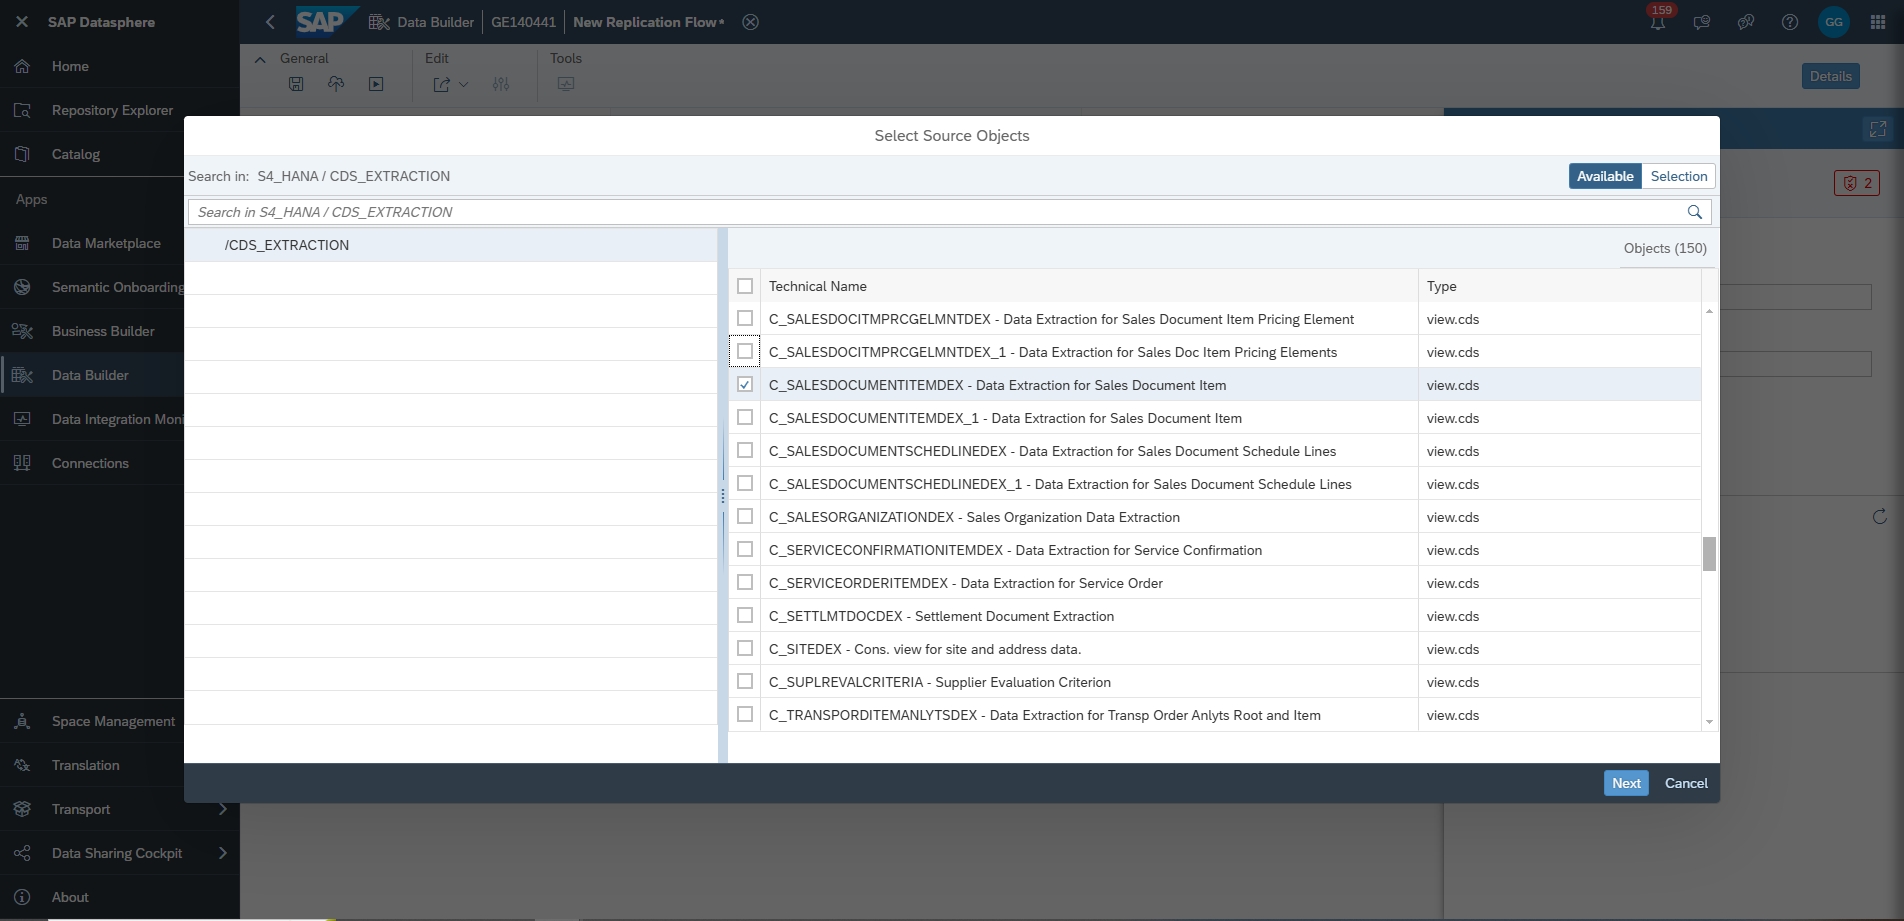 SAP Datasphere
SAP Data Builder GE140441 New Replication Flow*
159
GG
Home
Repository Explorer
Catalog
Apps
Data Marketplace
Semantic Onboarding
Business Builder
Data Builder
Data Integration Moni
Connections
Space Management
Translation
Transport
Data Sharing Cockpit
About
General Edit Tools
Details
2
Select Source Objects
Search in: S4_HANA / CDS_EXTRACTION
Available Selection
Search in S4_HANA / CDS_EXTRACTION
/CDS_EXTRACTION
Objects (150)
Technical Name Type
C_SALESDOCITMPRCGELMNTDEX - Data Extraction for Sales Document Item Pricing Element view.cds
C_SALESDOCITMPRCGELMNTDEX_1 - Data Extraction for Sales Doc Item Pricing Elements view.cds
C_SALESDOCUMENTITEMDEX - Data Extraction for Sales Document Item view.cds
C_SALESDOCUMENTITEMDEX_1 - Data Extraction for Sales Document Item view.cds
C_SALESDOCUMENTSCHEDLINEDEX - Data Extraction for Sales Document Schedule Lines view.cds
C_SALESDOCUMENTSCHEDLINEDEX_1 - Data Extraction for Sales Document Schedule Lines view.cds
C_SALESORGANIZATIONDEX - Sales Organization Data Extraction view.cds
C_SERVICECONFIRMATIONITEMDEX - Data Extraction for Service Confirmation view.cds
C_SERVICEORDERITEMDEX - Data Extraction for Service Order view.cds
C_SETTLMTDOCDEX - Settlement Document Extraction view.cds
C_SITEDEX - Cons. view for site and address data. view.cds
C_SUPLREVALCRITERIA - Supplier Evaluation Criterion view.cds
C_TRANSPORDITEMANLYTSDEX - Data Extraction for Transp Order Anlyts Root and Item view.cds
Next Cancel